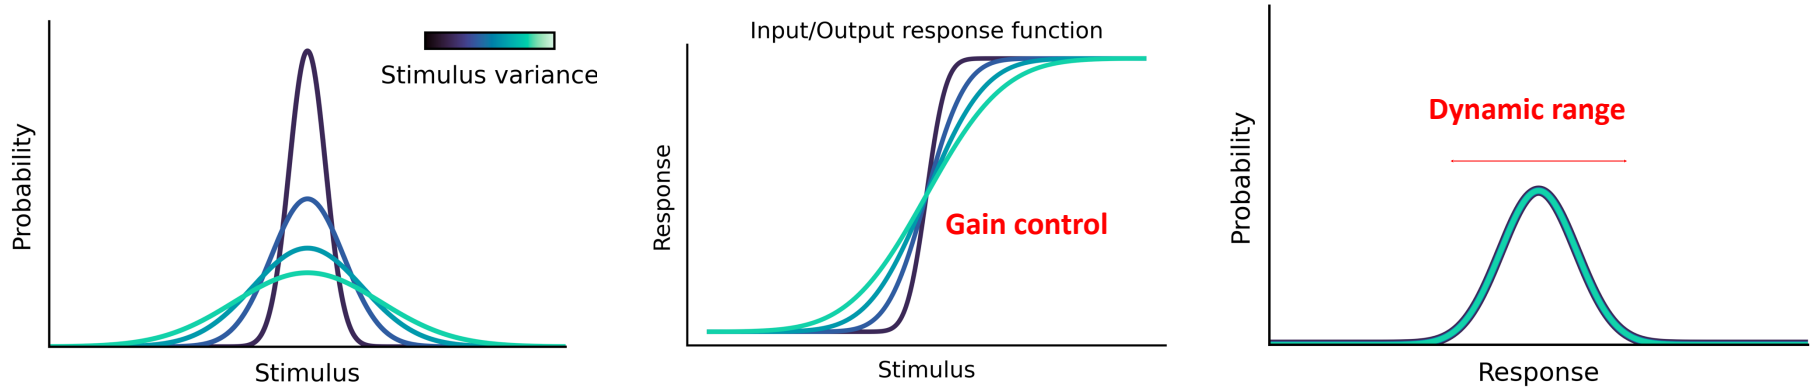 Probability
Stimulus variance
Stimulus
Input/Output response function
Response
Gain control
Stimulus
Probability
Dynamic range
Response